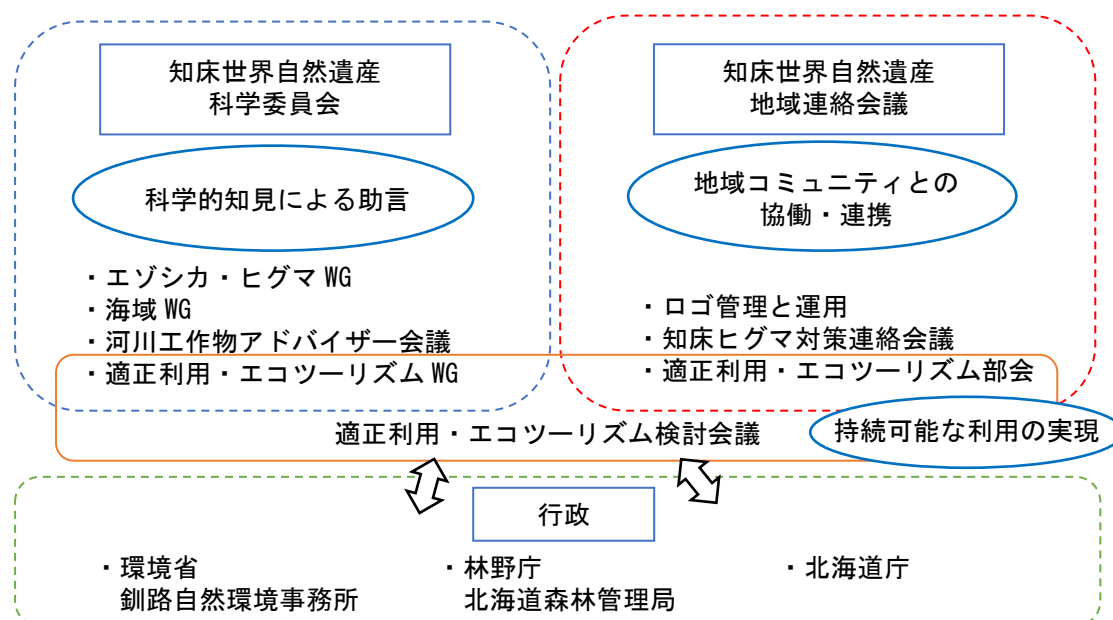 知床世界自然遺産
科学委員会
科学的知見による助言
・エゾシカ・ヒグマ WG
・海域 WG
・河川工作物アドバイザー会議
・適正利用・エコツーリズム WG
知床世界自然遺産
地域連絡会議
地域コミュニティとの
協働・連携
・ロゴ管理と運用
・知床ヒグマ対策連絡会議
・適正利用・エコツーリズム部会
適正利用・エコツーリズム検討会議
持続可能な利用の実現
行政
・環境省
釧路自然環境事務所
・林野庁
北海道森林管理局
・北海道庁